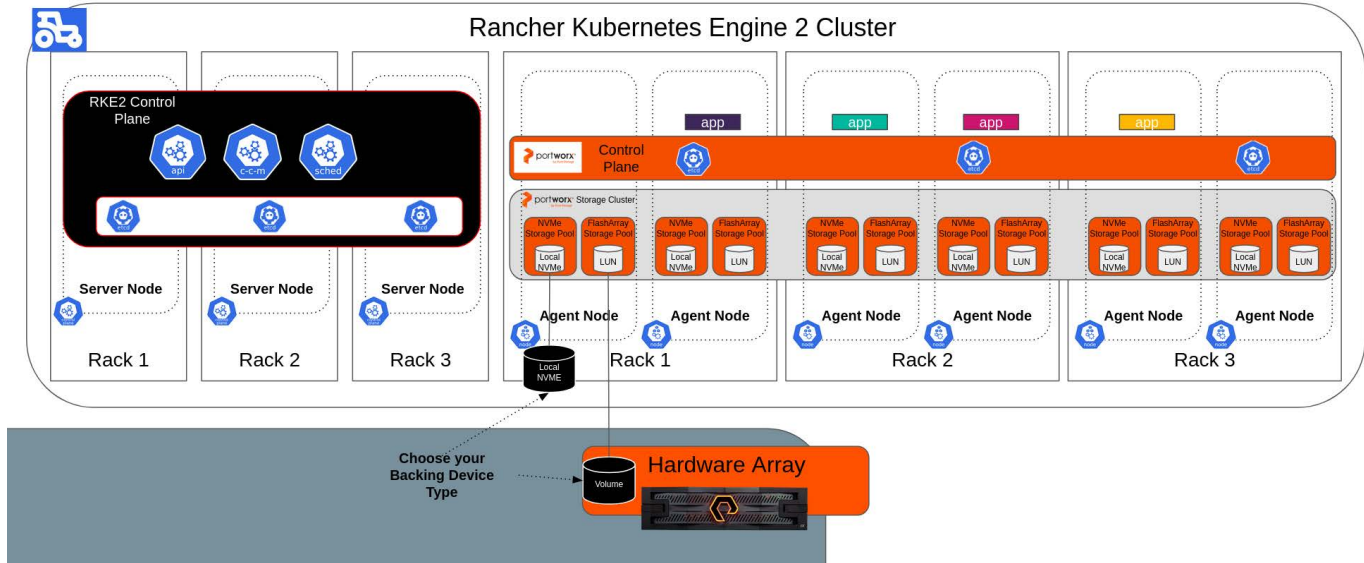 Rancher Kubernetes Engine 2 Cluster
RKE2 Control
Plane
api
c-c-m
sched
etcd
etcd
etcd
Server Node
Server Node
Server Node
Rack 1
Rack 2
Rack 3
app
app
app
app
portworx
Control
Plane
etcd
etcd
etcd
portworx
Storage Cluster
NVMe
Storage Pool
Local
NVMe
FlashArray
Storage Pool
LUN
NVMe
Storage Pool
Local
NVMe
FlashArray
Storage Pool
LUN
NVMe
Storage Pool
Local
NVMe
FlashArray
Storage Pool
LUN
NVMe
Storage Pool
Local
NVMe
FlashArray
Storage Pool
LUN
NVMe
Storage Pool
Local
NVMe
FlashArray
Storage Pool
LUN
NVMe
Storage Pool
Local
NVMe
FlashArray
Storage Pool
LUN
Agent Node
Agent Node
Agent Node
Agent Node
Agent Node
Agent Node
node
node
node
node
node
node
Rack 1
Rack 2
Rack 3
Local
NVME
Choose your
Backing Device
Type
Volume
Hardware Array